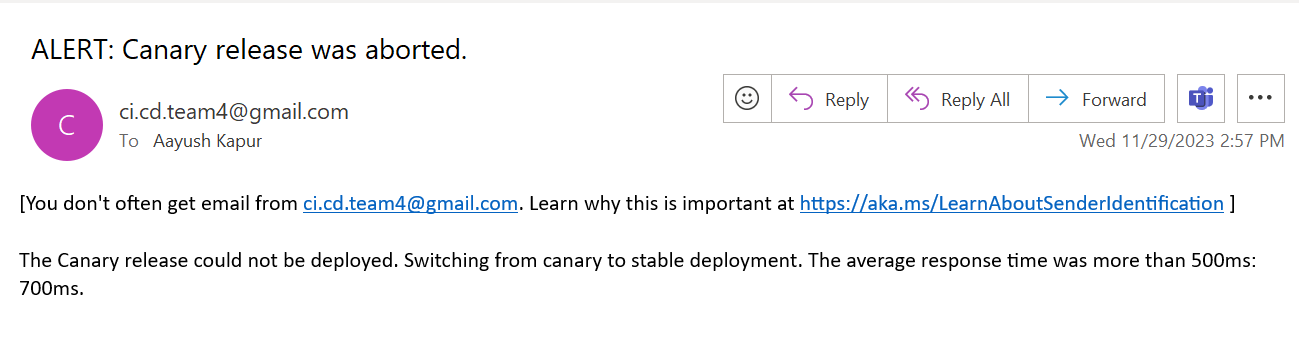 ALERT: Canary release was aborted.
C
ci.cd.team4@gmail.com
To Aayush Kapur
Reply
Reply All
Forward
Wed 11/29/2023 2:57 PM
[You don't often get email from ci.cd.team4@gmail.com. Learn why this is important at https://aka.ms/LearnAboutSenderIdentification ]
The Canary release could not be deployed. Switching from canary to stable deployment. The average response time was more than 500ms:
700ms.